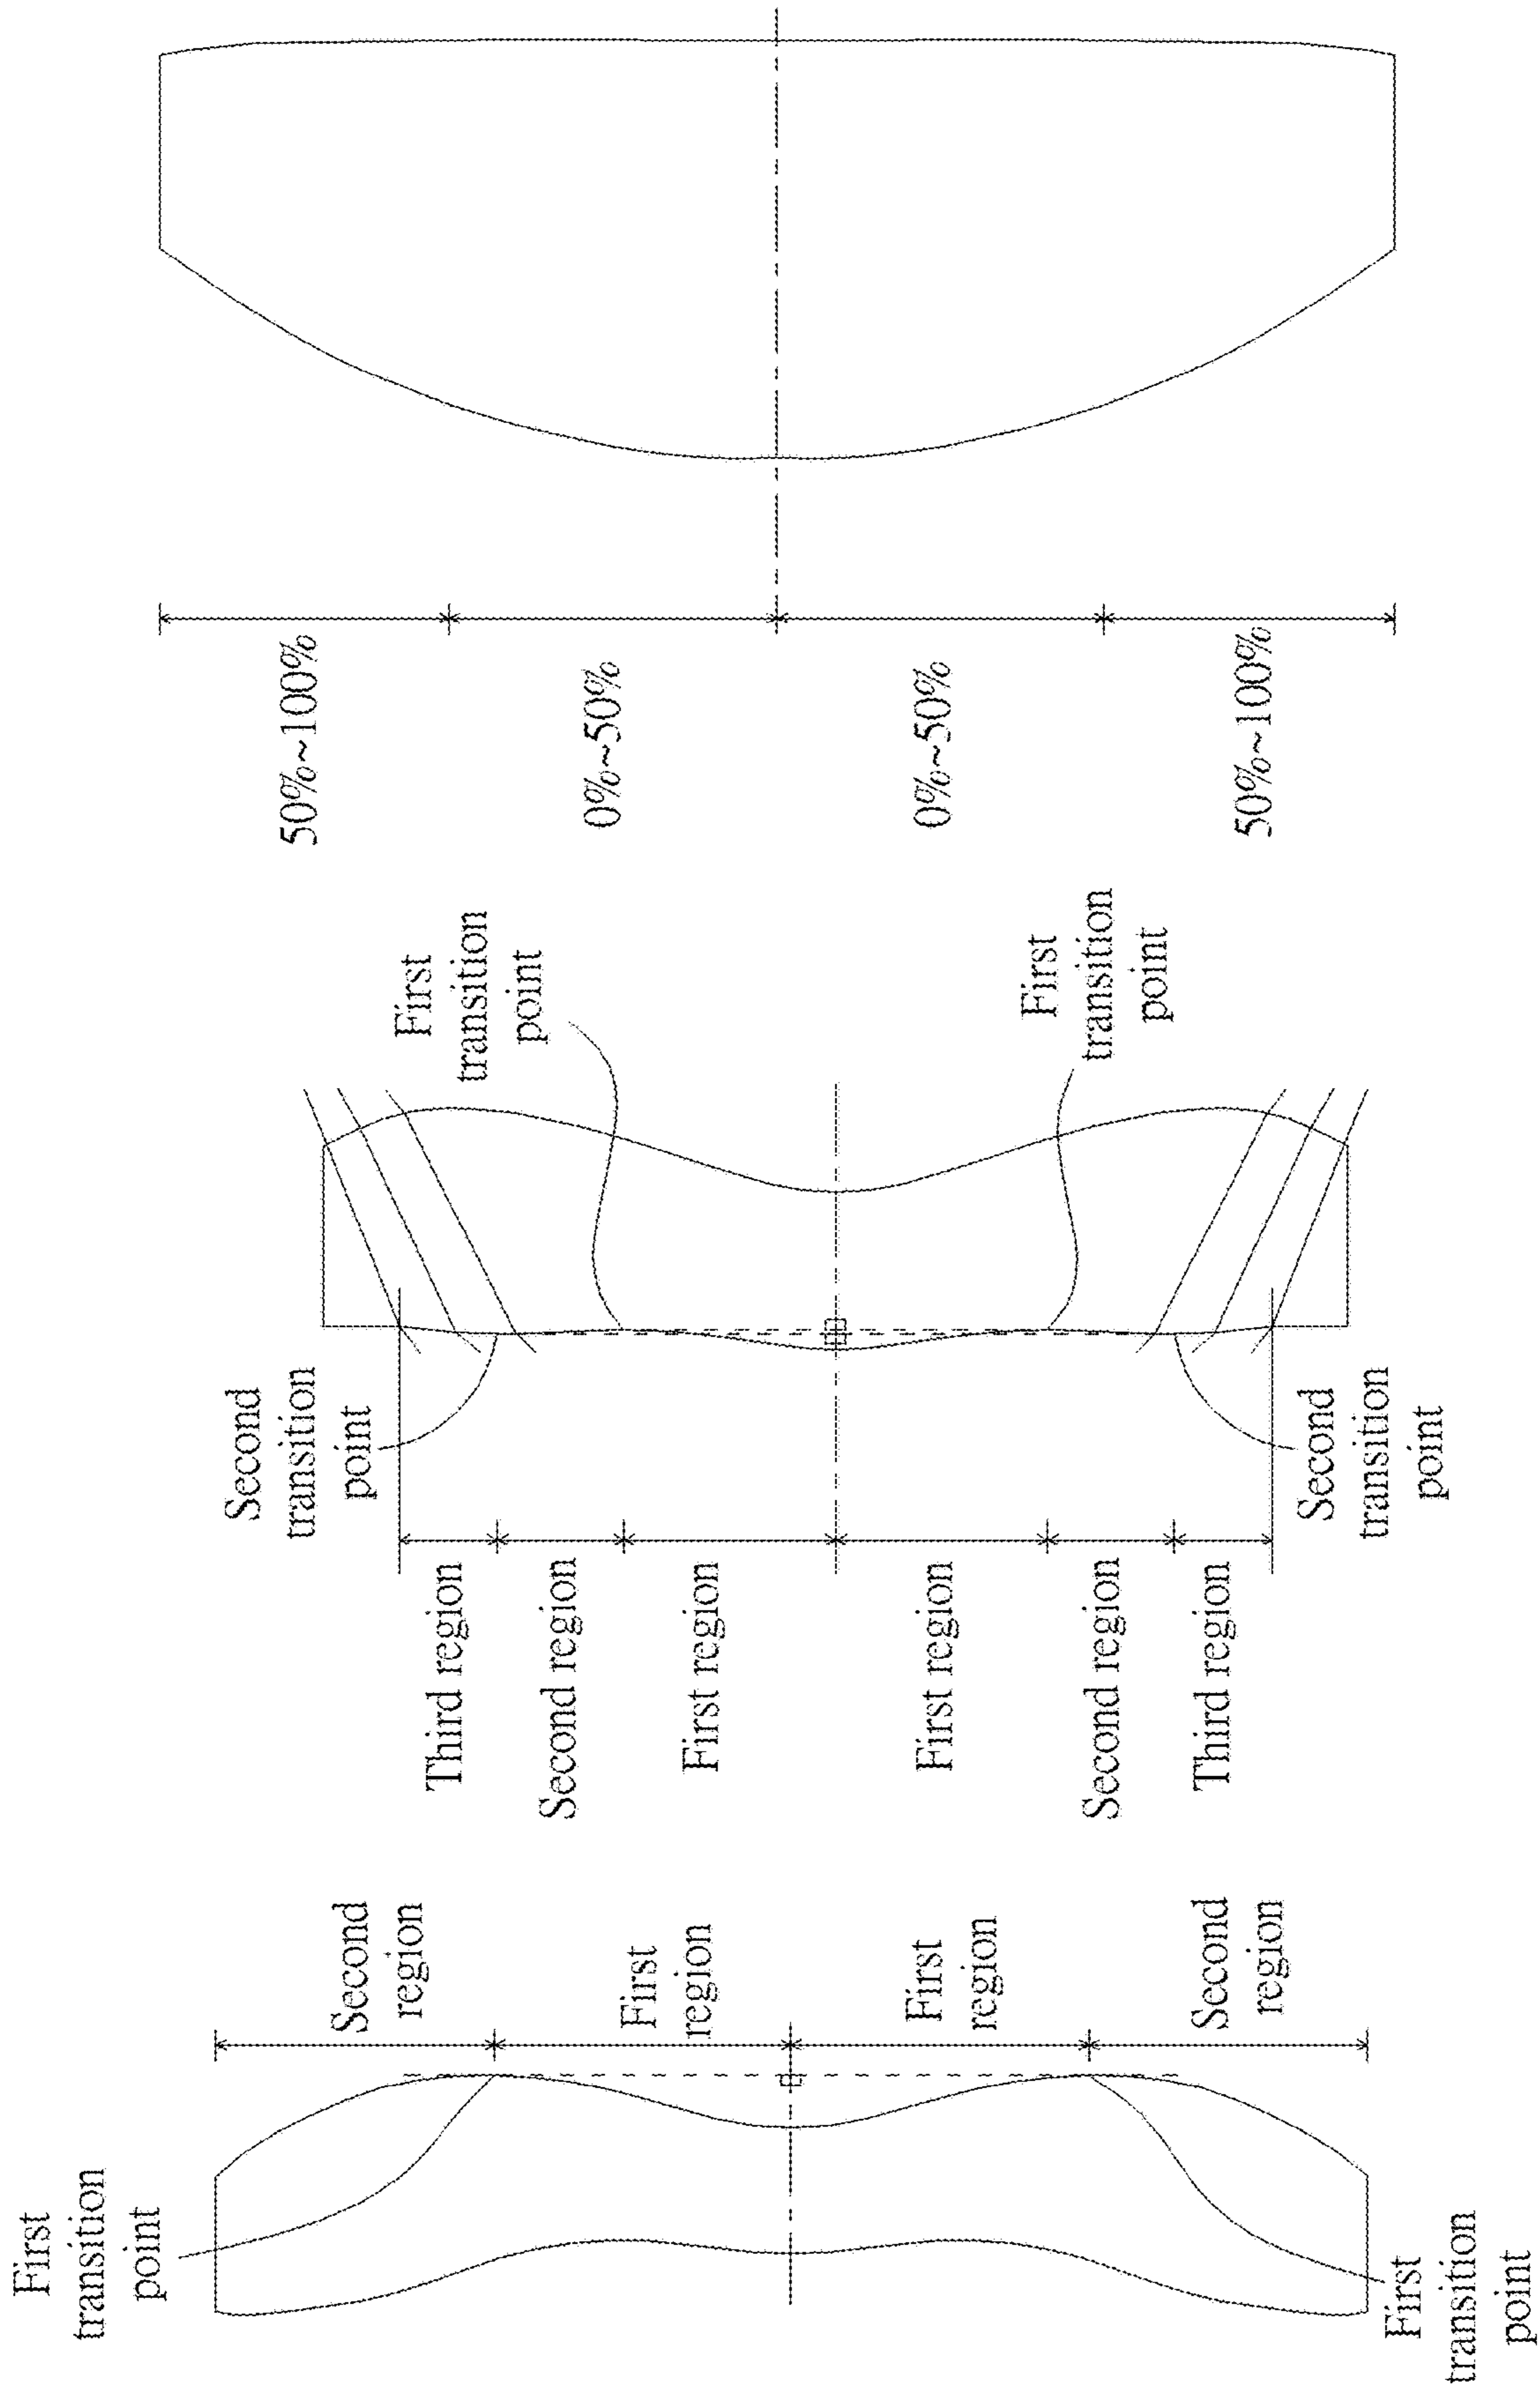 50%~100%
0%~50%
0%~50%
50%~100%
First
transition
point
First
transition
point
Second
transition
point
Second
transition
point
Third region
Second region
First region
First region
Second region
Third region
Second
region
First
region
First
region
Second
region
First
transition
point
First
transition
point